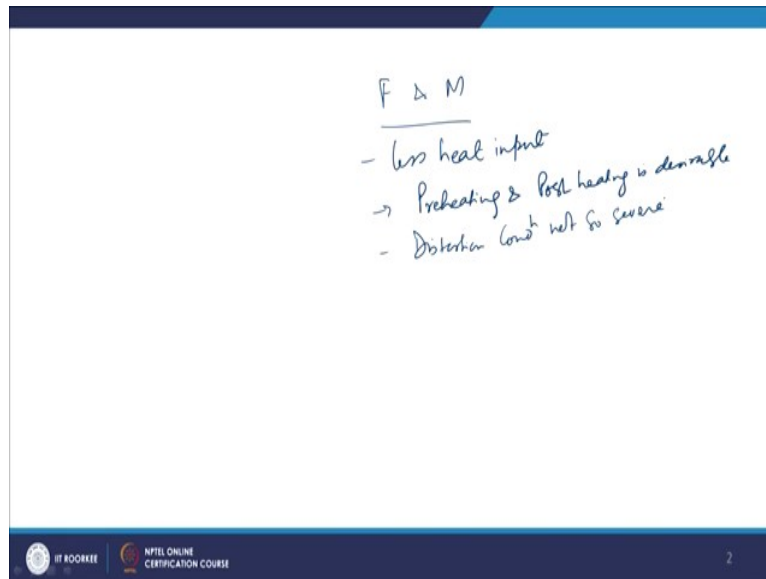 F & M
- less heat input
→ Preheating & Post heating is desirable
- Distortion condn not so severe
IIT ROORKEE
NPTEL ONLINE
CERTIFICATION COURSE
2